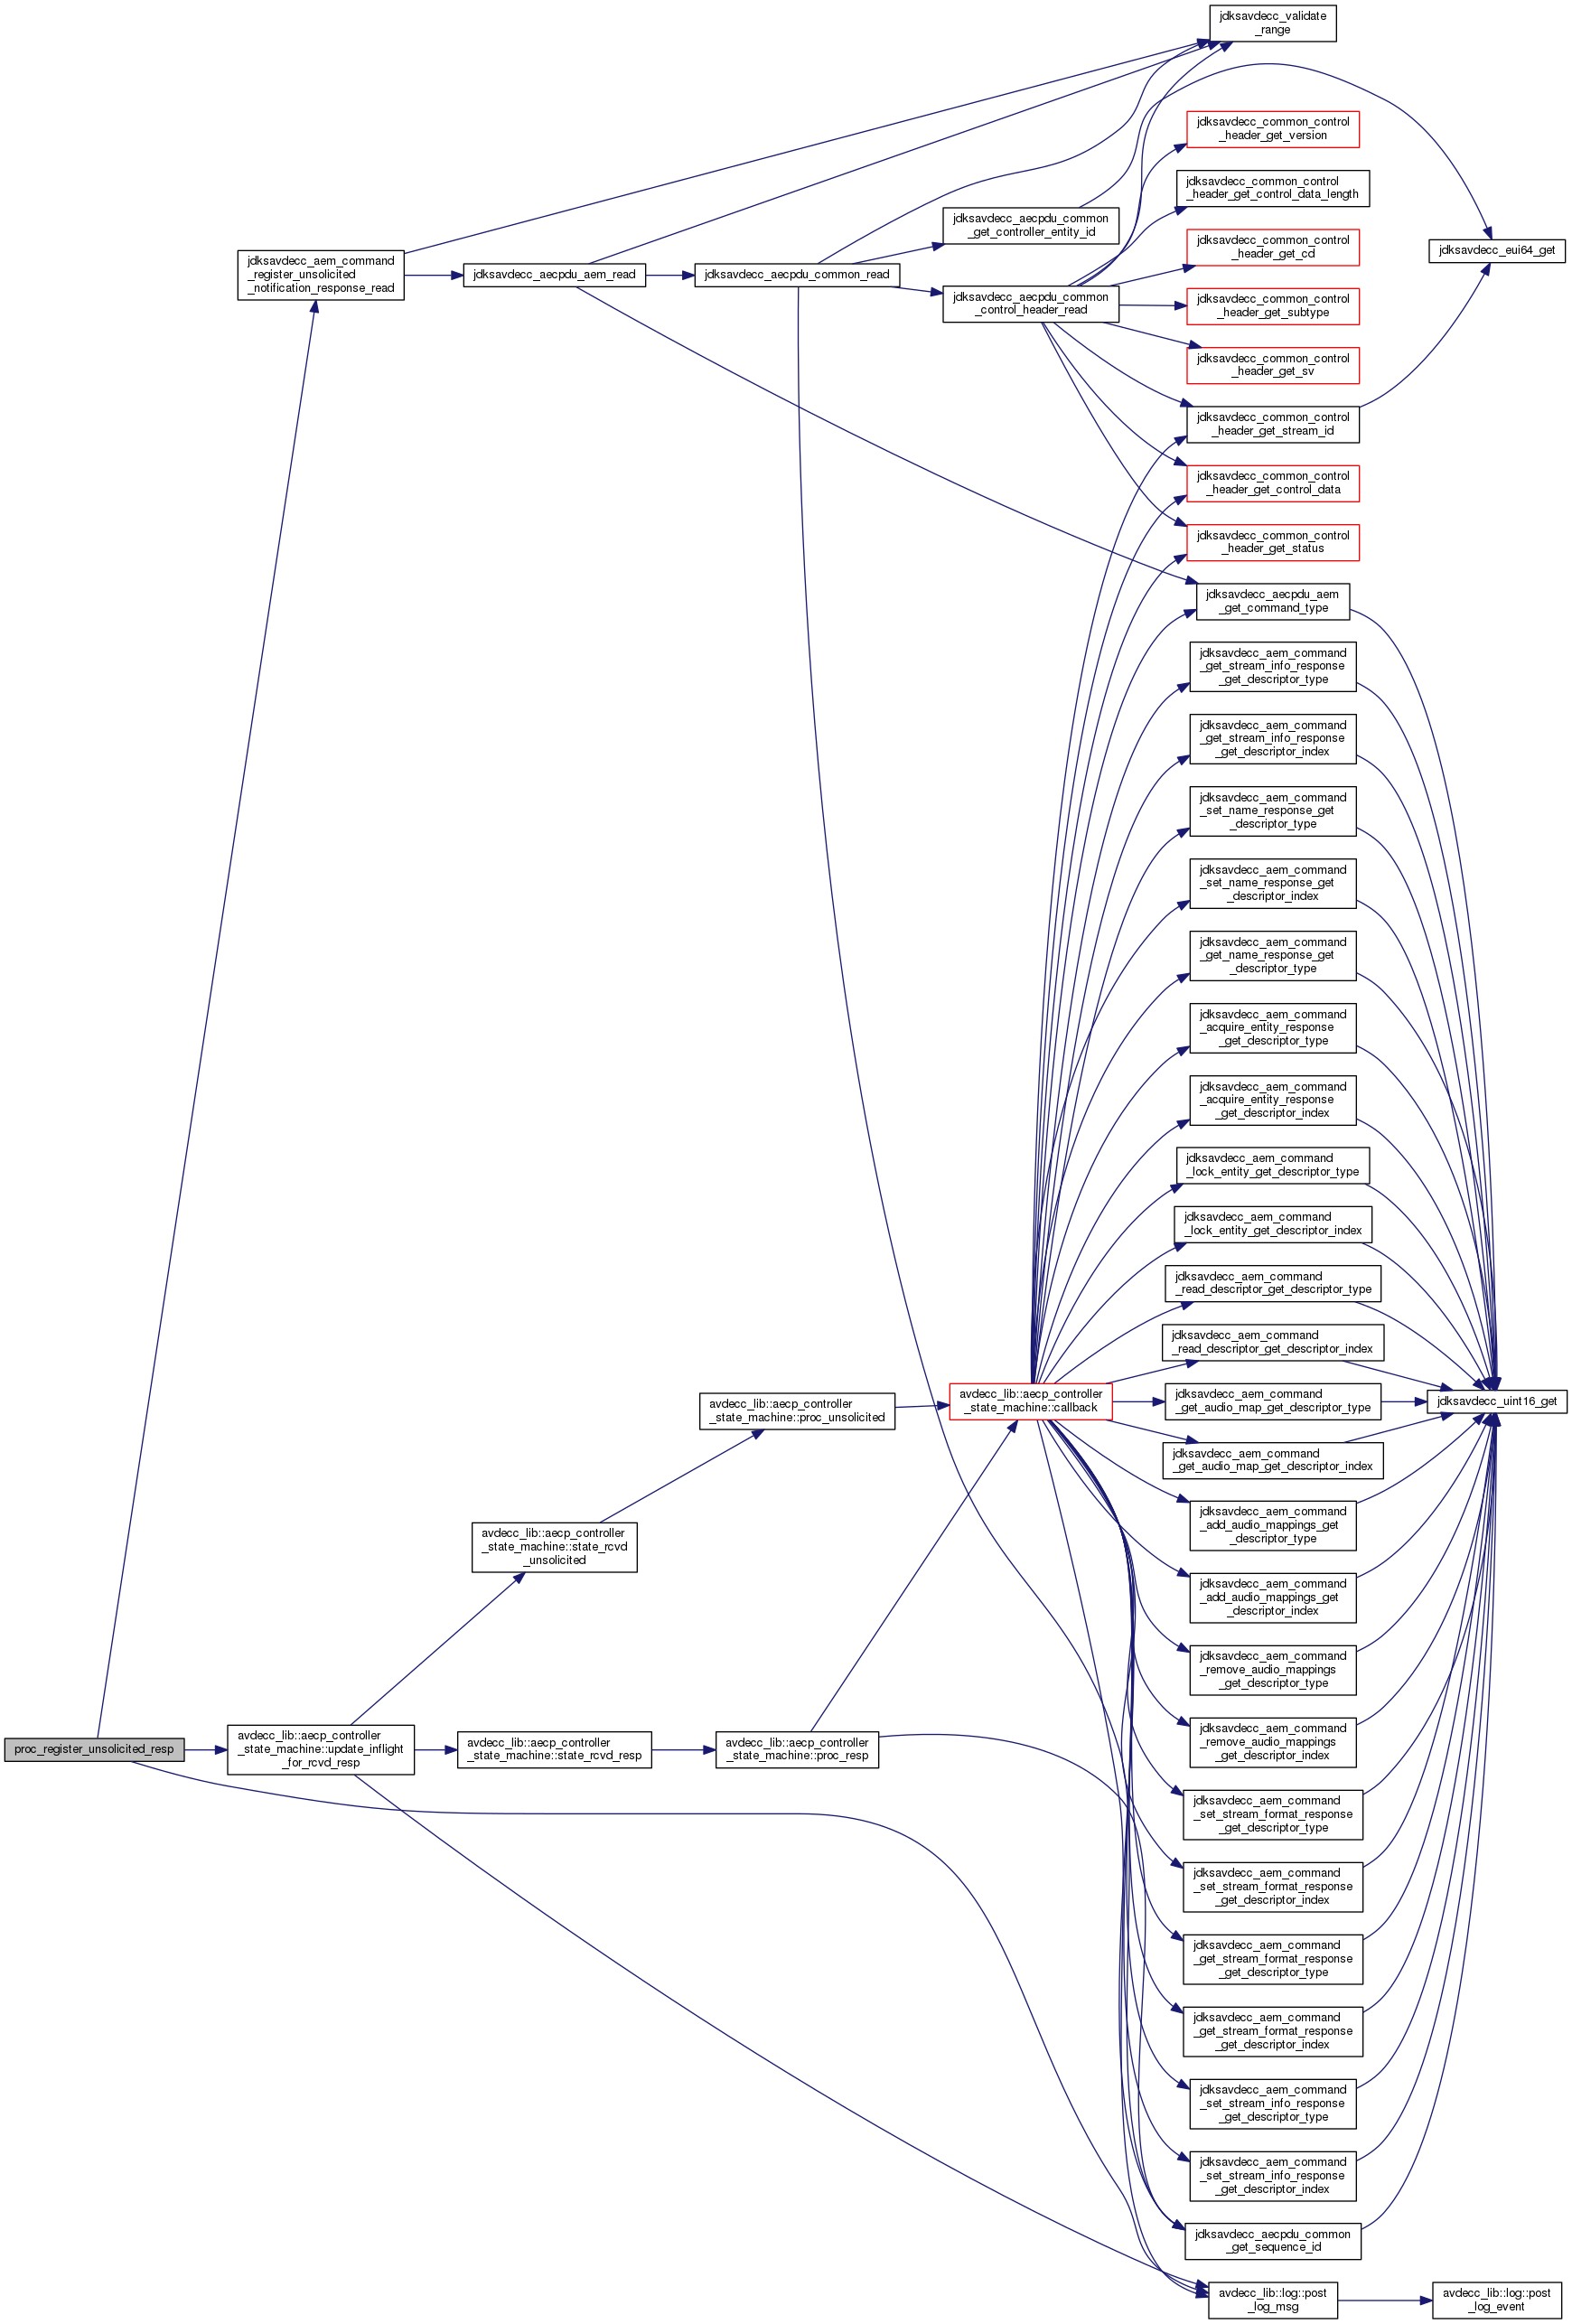 jdksavdecc_validate
_range
jdksavdecc_common_control
_header_get_version
jdksavdecc_common_control
_header_get_control_data_length
jdksavdecc_aecpdu_common
_get_controller_entity_id
jdksavdecc_common_control
_header_get_cd
jdksavdecc_eui64_get
jdksavdecc_aem_command
_register_unsolicited
_notification_response_read
jdksavdecc_aecpdu_aem_read
jdksavdecc_aecpdu_common_read
jdksavdecc_aecpdu_common
_control_header_read
jdksavdecc_common_control
_header_get_subtype
jdksavdecc_common_control
_header_get_sv
jdksavdecc_common_control
_header_get_stream_id
jdksavdecc_common_control
_header_get_control_data
jdksavdecc_common_control
_header_get_status
jdksavdecc_aecpdu_aem
_get_command_type
jdksavdecc_aem_command
_get_stream_info_response
_get_descriptor_type
jdksavdecc_aem_command
_get_stream_info_response
_get_descriptor_index
jdksavdecc_aem_command
_set_name_response_get
_descriptor_type
jdksavdecc_aem_command
_set_name_response_get
_descriptor_index
jdksavdecc_aem_command
_get_name_response_get
_descriptor_type
jdksavdecc_aem_command
_acquire_entity_response
_get_descriptor_type
jdksavdecc_aem_command
_acquire_entity_response
_get_descriptor_index
jdksavdecc_aem_command
_lock_entity_get_descriptor_type
jdksavdecc_aem_command
_lock_entity_get_descriptor_index
jdksavdecc_aem_command
_read_descriptor_get_descriptor_type
jdksavdecc_aem_command
_read_descriptor_get_descriptor_index
avdecc_lib::aecp_controller
_state_machine::proc_unsolicited
avdecc_lib::aecp_controller
_state_machine::callback
jdksavdecc_aem_command
_get_audio_map_get_descriptor_type
jdksavdecc_uint16_get
jdksavdecc_aem_command
_get_audio_map_get_descriptor_index
avdecc_lib::aecp_controller
_state_machine::state_rcvd
_unsolicited
jdksavdecc_aem_command
_add_audio_mappings_get
_descriptor_type
jdksavdecc_aem_command
_add_audio_mappings_get
_descriptor_index
jdksavdecc_aem_command
_remove_audio_mappings
_get_descriptor_type
proc_register_unsolicited_resp
avdecc_lib::aecp_controller
_state_machine::update_inflight
_for_rcvd_resp
avdecc_lib::aecp_controller
_state_machine::state_rcvd_resp
avdecc_lib::aecp_controller
_state_machine::proc_resp
jdksavdecc_aem_command
_remove_audio_mappings
_get_descriptor_index
jdksavdecc_aem_command
_set_stream_format_response
_get_descriptor_type
jdksavdecc_aem_command
_set_stream_format_response
_get_descriptor_index
jdksavdecc_aem_command
_get_stream_format_response
_get_descriptor_type
jdksavdecc_aem_command
_get_stream_format_response
_get_descriptor_index
jdksavdecc_aem_command
_set_stream_info_response
_get_descriptor_type
jdksavdecc_aem_command
_set_stream_info_response
_get_descriptor_index
jdksavdecc_aecpdu_common
_get_sequence_id
avdecc_lib::log::post
_log_msg
avdecc_lib::log::post
_log_event